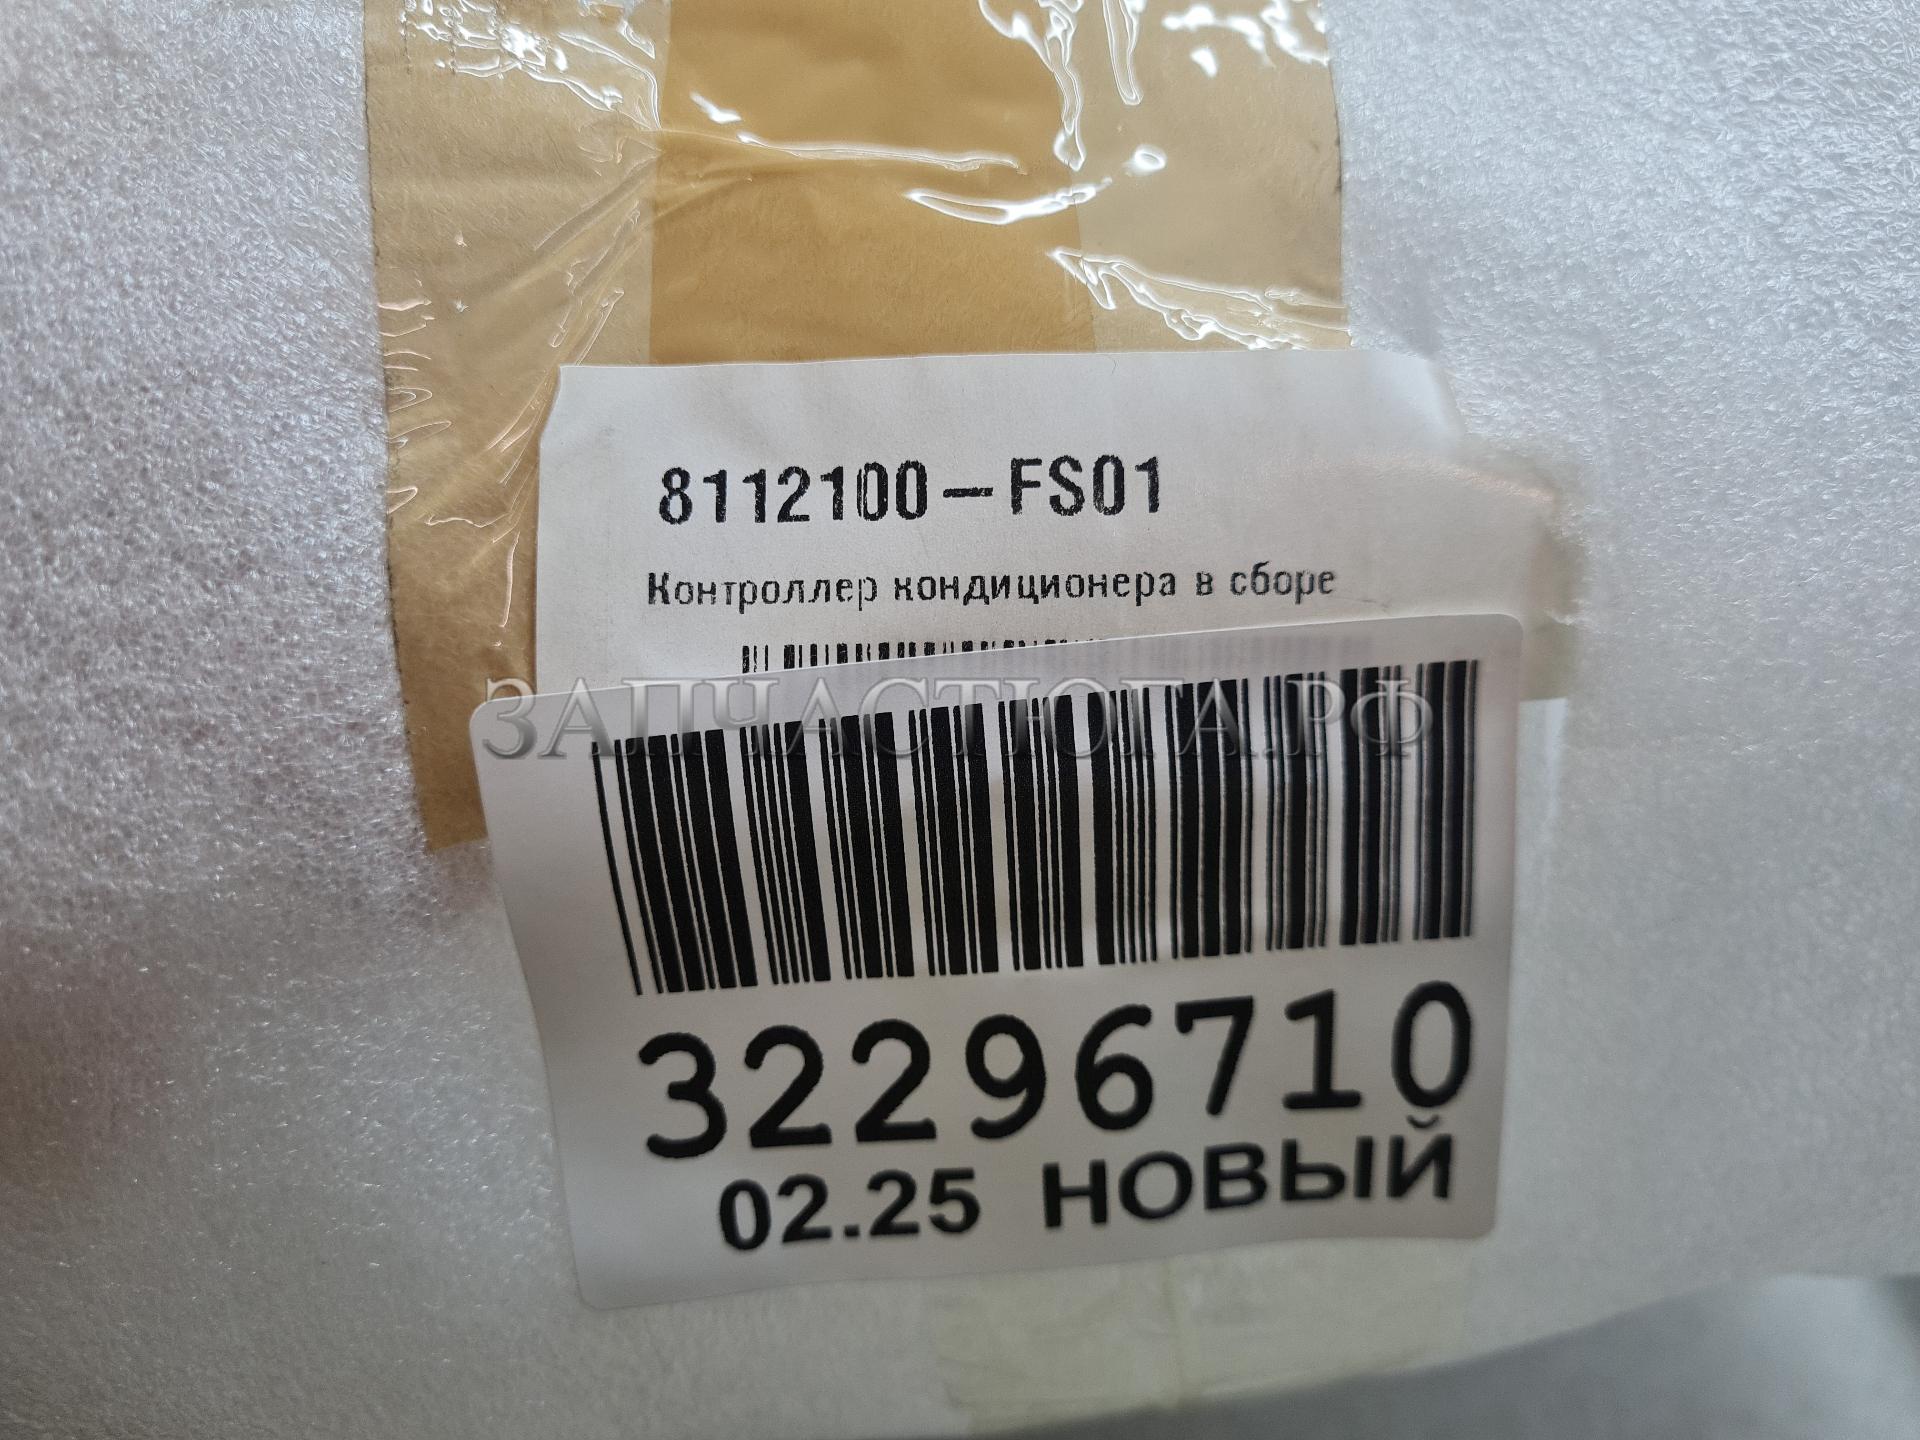 8112100-FS01
Контроллер кондиционера в сборе
ЗАПЧАСТЮГА.РФ
32296710
02.25 НОВЫЙ